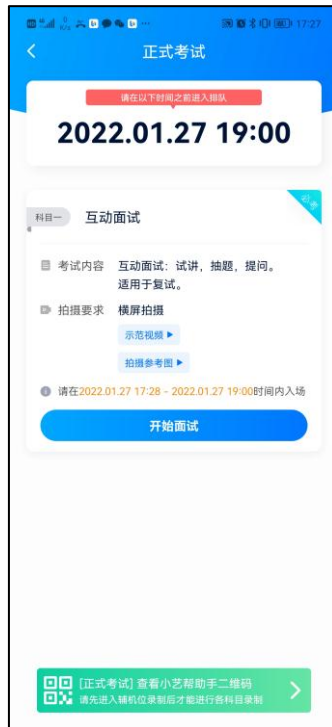 17:27
正式考试
请在以下时间之前进入排队
2022.01.27 19:00
必考
科目一 互动面试
考试内容 互动面试：试讲，抽题，提问。
适用于复试。
拍摄要求 横屏拍摄
示范视频
拍摄参考图
请在2022.01.27 17:28 - 2022.01.27 19:00时间内入场
开始面试
[正式考试] 查看小艺帮助手二维码
请先进入辅机位录制后才能进行各科目录制